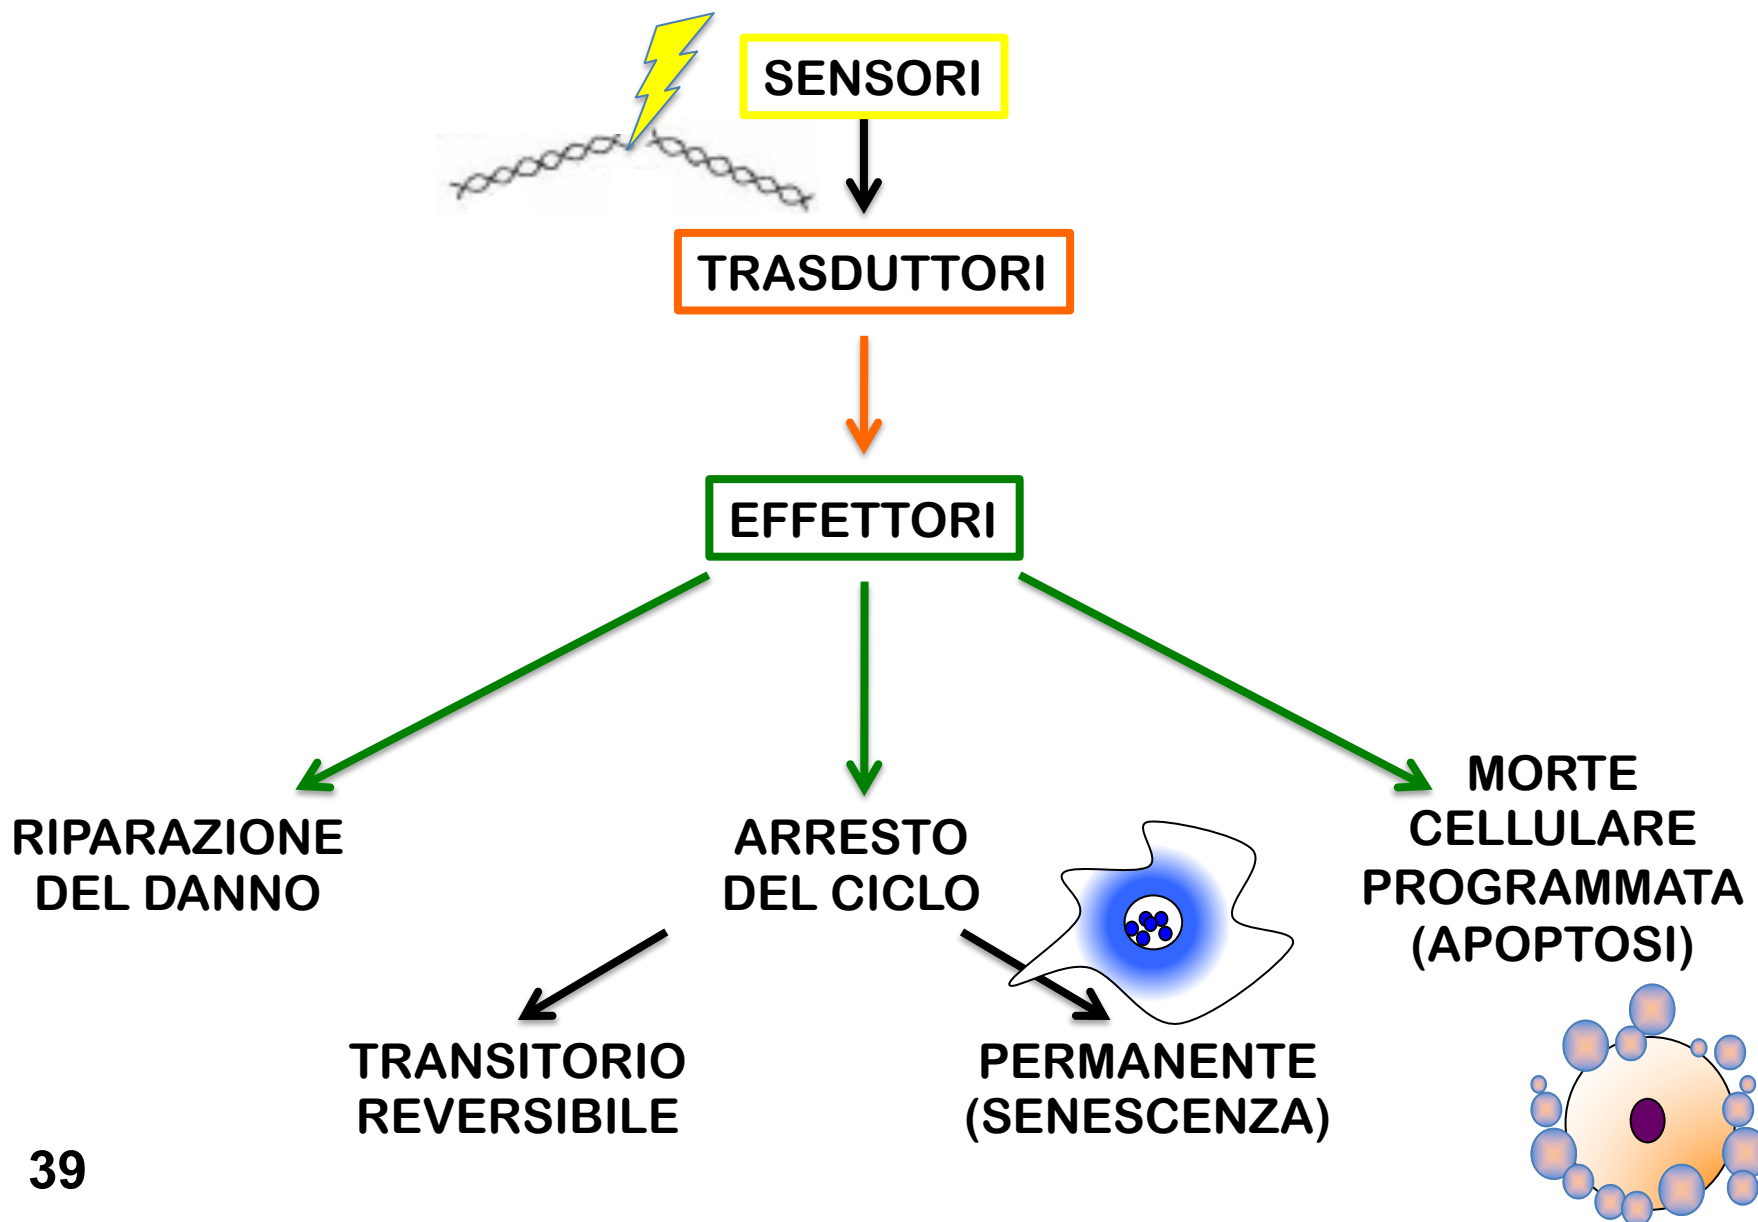 SENSORI
TRASDUTTORI
EFFETTORI
RIPARAZIONE
DEL DANNO
ARRESTO
DEL CICLO
MORTE
CELLULARE
PROGRAMMATA
(APOPTOSI)
TRANSITORIO
REVERSIBILE
PERMANENTE
(SENESCENZA)
39